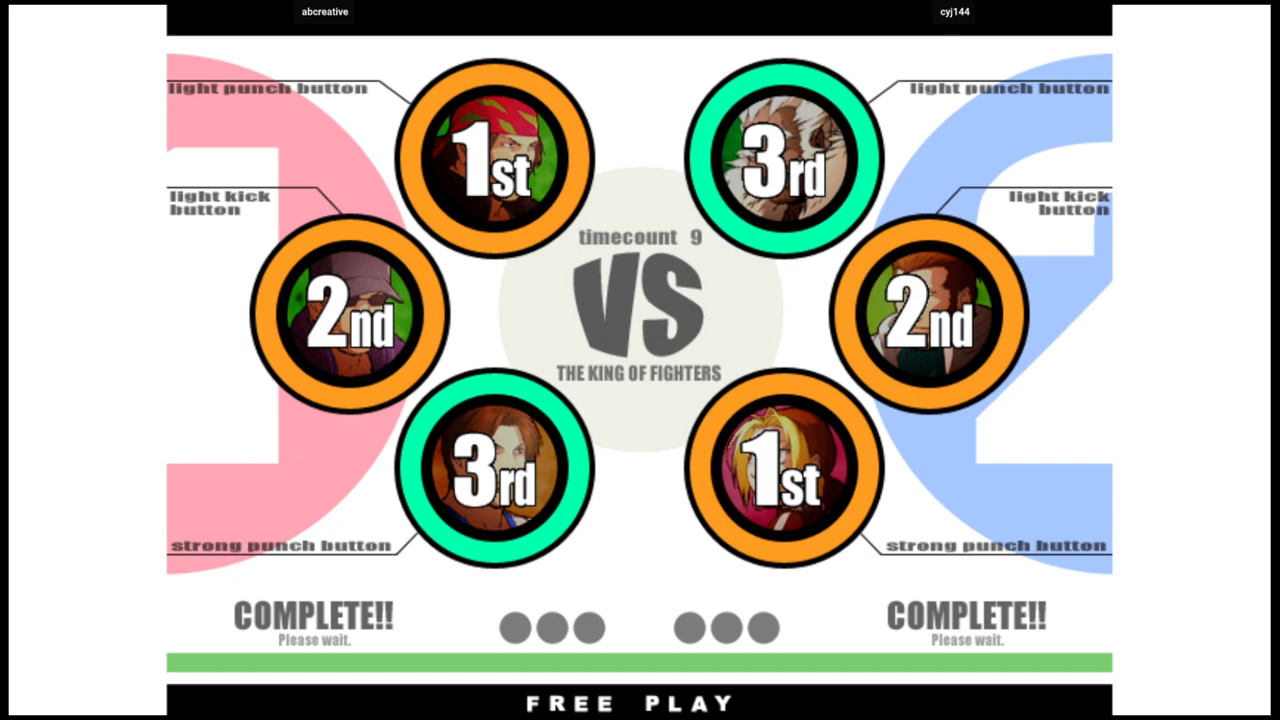 abcreative
cyj144
light punch button
light punch button
1st
3rd
light kick
button
light kick
button
timecount 9
VS
THE KING OF FIGHTERS
2nd
2nd
3rd
1st
strong punch button
strong punch button
COMPLETE!!
Please wait.
COMPLETE!!
Please wait.
FREE PLAY